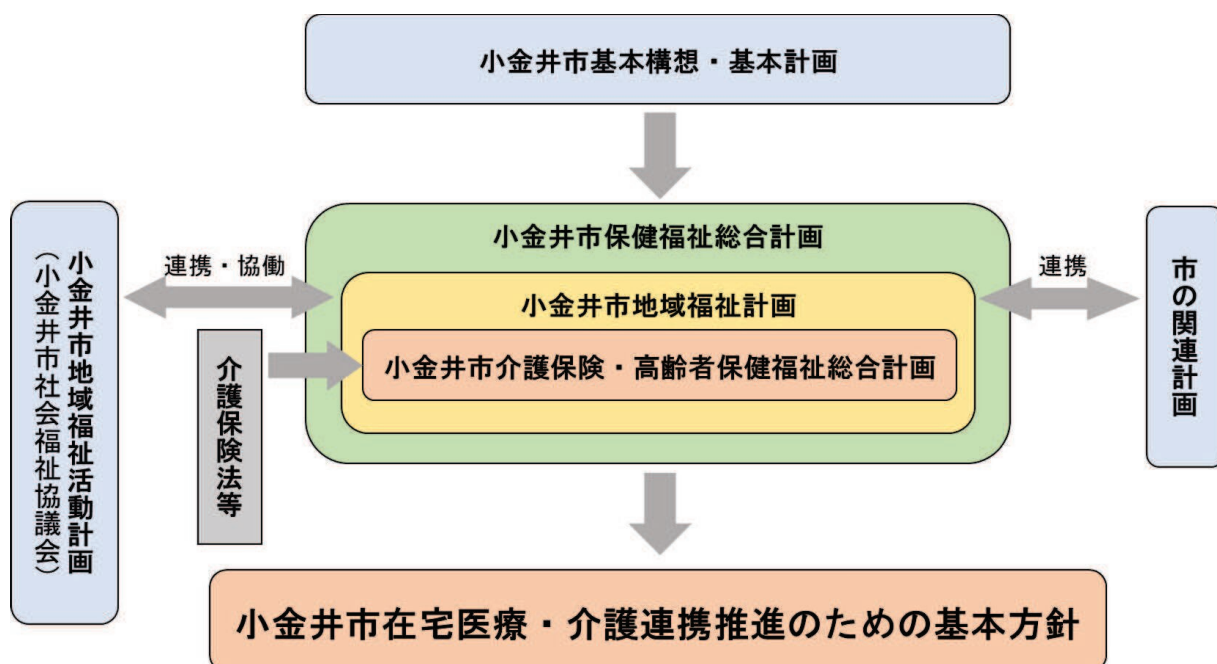 小金井市基本構想・基本計画
小金井市保健福祉総合計画
連携・協働
連携
小金井市地域福祉計画
小金井市介護保険・高齢者保健福祉総合計画
小金井市地域福祉活動計画
（小金井市社会福祉協議会）
介護保険法等
市の関連計画
小金井市在宅医療・介護連携推進のための基本方針